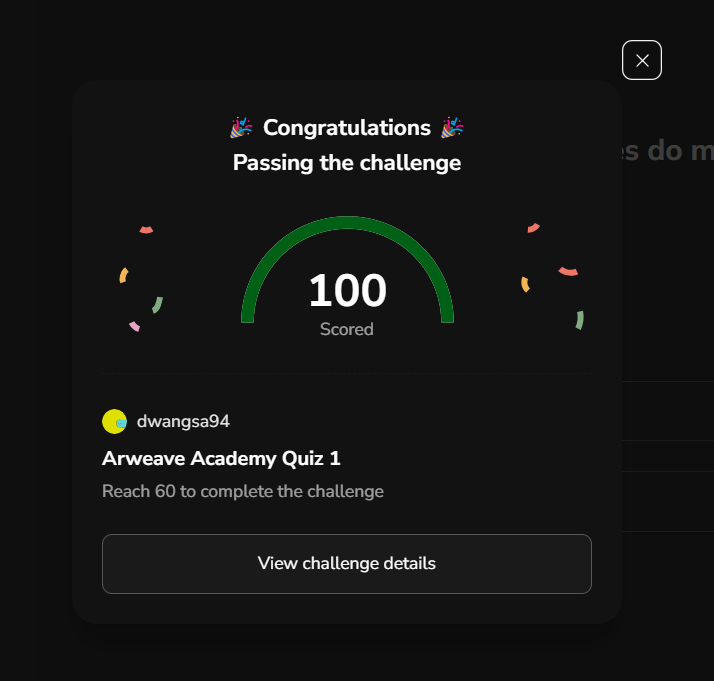 🎉 Congratulations 🎉
Passing the challenge
es do m
100
Scored
dwangsa94
Arweave Academy Quiz 1
Reach 60 to complete the challenge
View challenge details